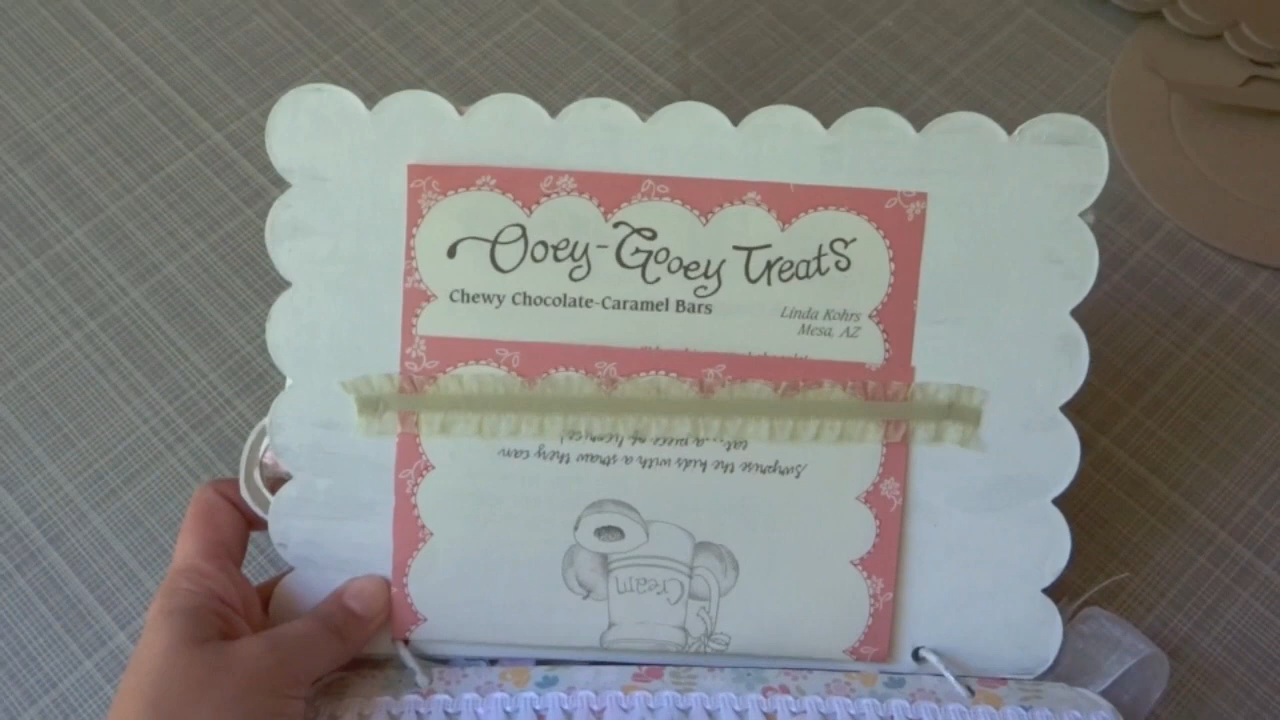 Ooey-Gooey Treats
Chewy Chocolate-Caramel Bars
Linda Kohrs
Mesa, AZ
Surprise the kids with a straw they can
eat...a piece of licorice!
Cream